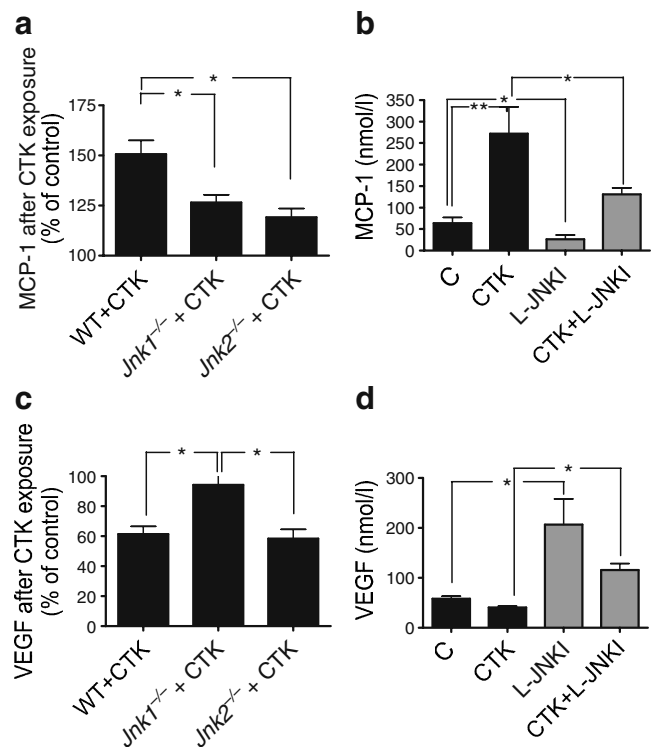 a
MCP-1 after CTK exposure
(% of control)
175
150
125
100
*
*
WT+CTK
Jnk1⁻/⁻ + CTK
Jnk2⁻/⁻ + CTK
b
MCP-1 (nmol/l)
350
300
250
200
150
100
50
0
*
*
**
C
CTK
L-JNKI
CTK+L-JNKI
c
VEGF after CTK exposure
(% of control)
100
80
60
40
20
0
*
*
WT+CTK
Jnk1⁻/⁻ + CTK
Jnk2⁻/⁻ + CTK
d
VEGF (nmol/l)
300
200
100
0
*
*
C
CTK
L-JNKI
CTK+L-JNKI